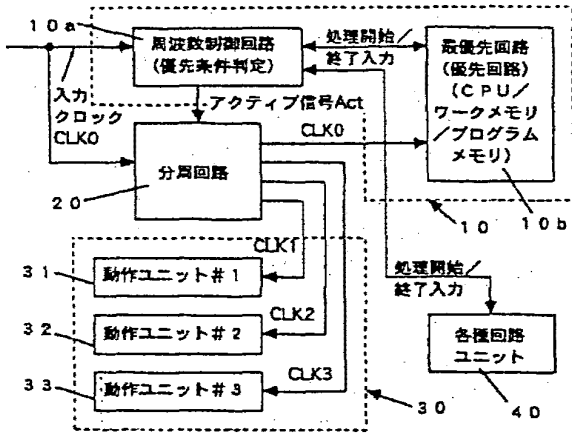 10a
周波数制御回路
(優先条件判定)
処理開始／
終了入力
最優先回路
(優先回路)
(CPU／
ワークメモリ
／プログラム
メモリ)
入力
クロック
CLK0
アクティブ信号Act
CLK0
分周回路
20
10
10b
CLK1
31
動作ユニット#1
処理開始／
終了入力
CLK2
32
動作ユニット#2
各種回路
ユニット
CLK3
33
動作ユニット#3
30
40